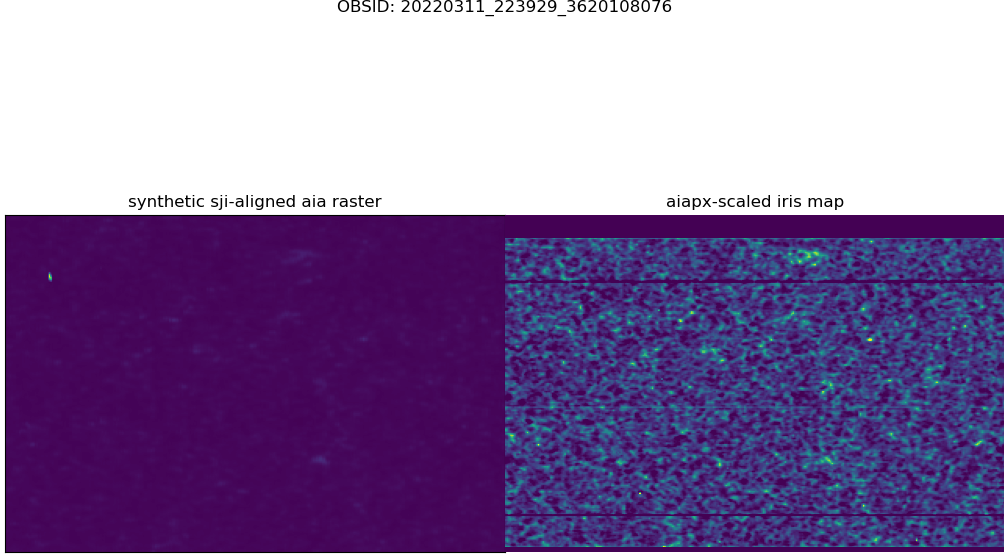 OBSID: 20220311_223929_3620108076
synthetic sji-aligned aia raster
aiapx-scaled iris map